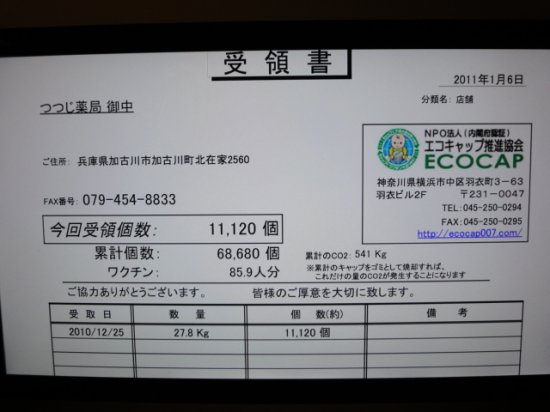 受領書
2011年1月6日
分類名: 店舗
つつじ薬局 御中
NPO法人(内閣府認証)
エコキャップ推進協会
ECOCAP
ご住所: 兵庫県加古川市加古川町北在家2560
神奈川県横浜市中区羽衣町3-63
羽衣ビル2F 〒231-0047
FAX番号: 079-454-8833
TEL:045-250-0294
FAX:045-250-0295
http://ecocap007.com/
今回受領個数: 11,120 個
累計個数: 68,680 個
累計のCO2: 541 Kg
ワクチン: 85.9人分
※累計のキャップをゴミとして焼却すれば、
これだけの量のCO2が発生することになります
ご協力ありがとうございます。 皆様のご厚意を大切に致します。
受取日 数量 個数(約) 備考
2010/12/25 27.8 Kg 11,120 個